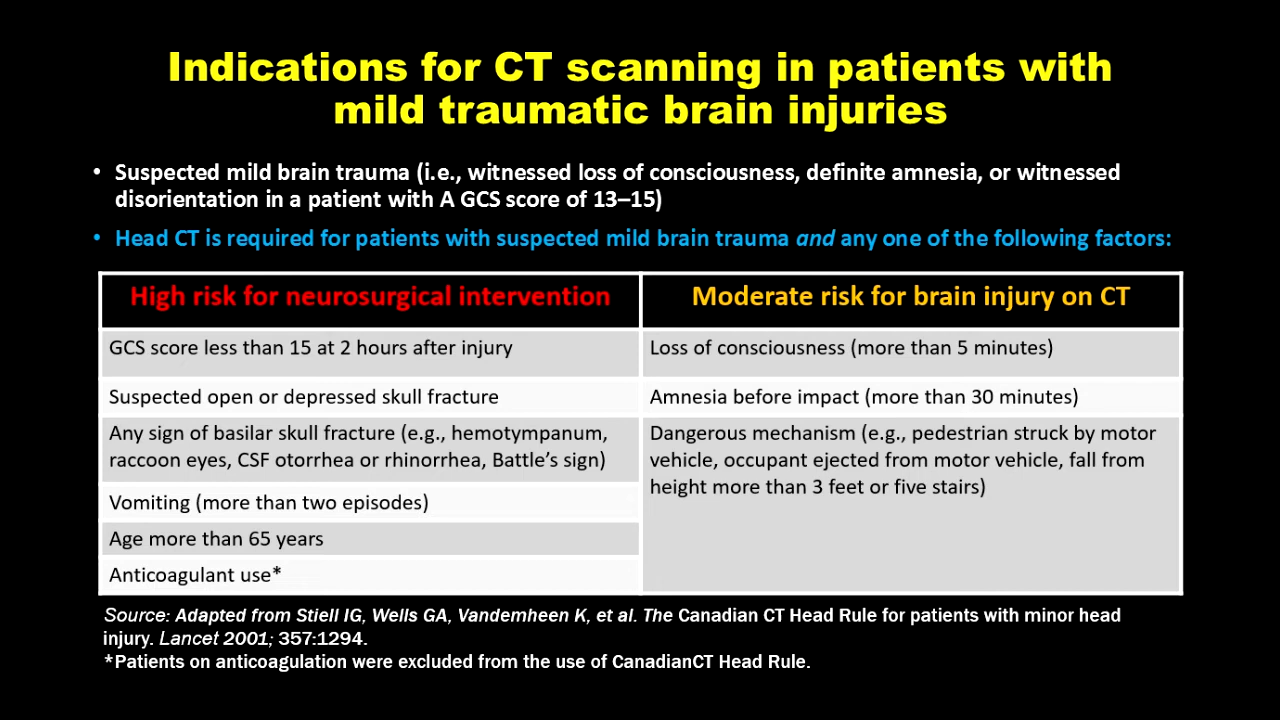 Indications for CT scanning in patients with
mild traumatic brain injuries
• Suspected mild brain trauma (i.e., witnessed loss of consciousness, definite amnesia, or witnessed
disorientation in a patient with A GCS score of 13–15)
• Head CT is required for patients with suspected mild brain trauma and any one of the following factors:
High risk for neurosurgical intervention
Moderate risk for brain injury on CT
GCS score less than 15 at 2 hours after injury
Loss of consciousness (more than 5 minutes)
Suspected open or depressed skull fracture
Amnesia before impact (more than 30 minutes)
Any sign of basilar skull fracture (e.g., hemotympanum,
raccoon eyes, CSF otorrhea or rhinorrhea, Battle’s sign)
Dangerous mechanism (e.g., pedestrian struck by motor
vehicle, occupant ejected from motor vehicle, fall from
height more than 3 feet or five stairs)
Vomiting (more than two episodes)
Age more than 65 years
Anticoagulant use*
Source: Adapted from Stiell IG, Wells GA, Vandemheen K, et al. The Canadian CT Head Rule for patients with minor head
injury. Lancet 2001; 357:1294.
*Patients on anticoagulation were excluded from the use of CanadianCT Head Rule.